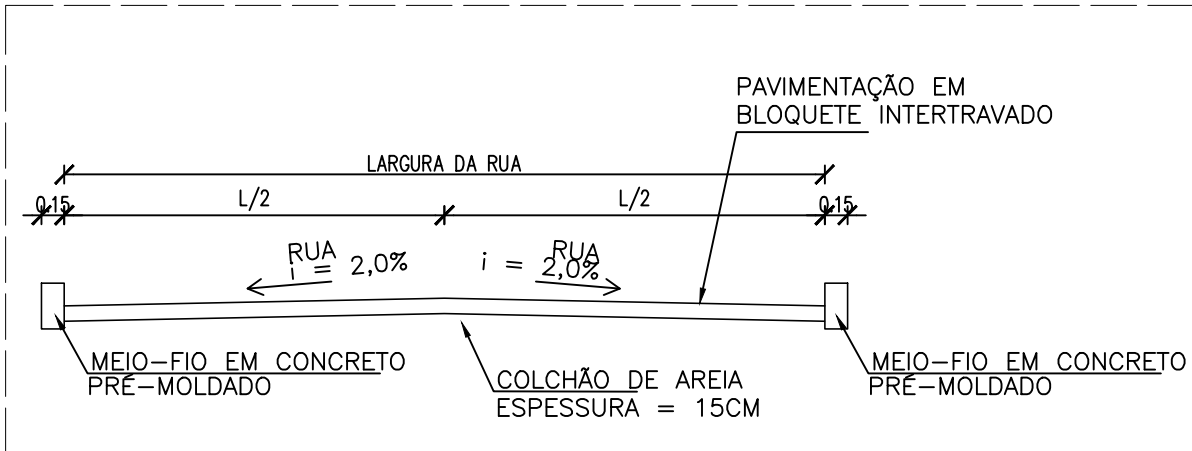 PAVIMENTAÇÃO EM
BLOQUETE INTERTRAVADO
LARGURA DA RUA
0,15
L/2
L/2
0,15
RUA
i = 2,0%
RUA
i = 2,0%
MEIO-FIO EM CONCRETO
PRÉ-MOLDADO
COLCHÃO DE AREIA
ESPESSURA = 15CM
MEIO-FIO EM CONCRETO
PRÉ-MOLDADO